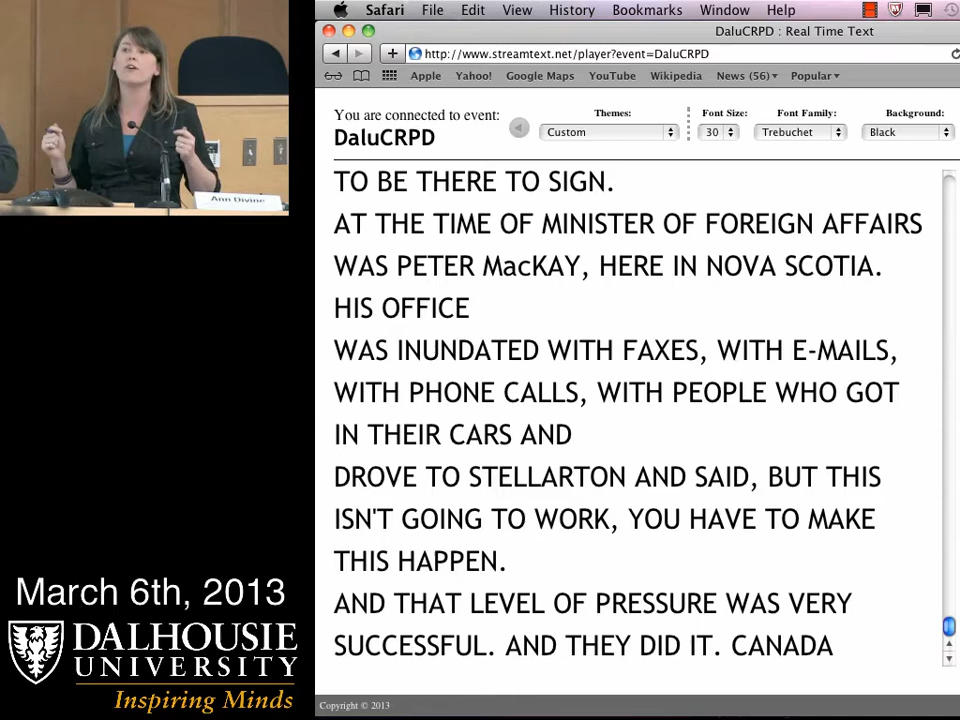 Safari File Edit View History Bookmarks Window Help
DaluCRPD : Real Time Text
http://www.streamtext.net/player?event=DaluCRPD
Apple Yahoo! Google Maps YouTube Wikipedia News (56) Popular
You are connected to event:
DaluCRPD
Themes: Font Size: Font Family: Background:
Custom 30 Trebuchet Black
TO BE THERE TO SIGN.
AT THE TIME OF MINISTER OF FOREIGN AFFAIRS
WAS PETER MacKAY, HERE IN NOVA SCOTIA.
HIS OFFICE
WAS INUNDATED WITH FAXES, WITH E-MAILS,
WITH PHONE CALLS, WITH PEOPLE WHO GOT
IN THEIR CARS AND
DROVE TO STELLARTON AND SAID, BUT THIS
ISN'T GOING TO WORK, YOU HAVE TO MAKE
THIS HAPPEN.
AND THAT LEVEL OF PRESSURE WAS VERY
SUCCESSFUL. AND THEY DID IT. CANADA
Copyright © 2013
Ann Divine
March 6th, 2013
DALHOUSIE
UNIVERSITY
Inspiring Minds